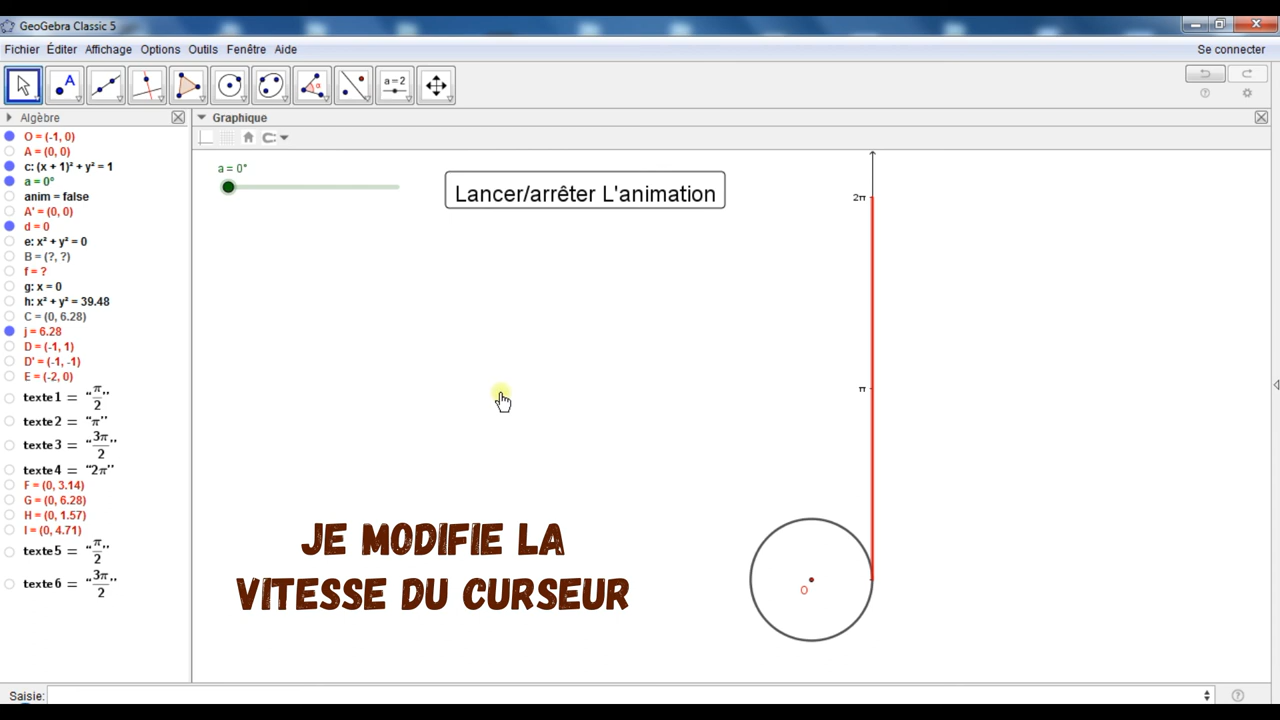 GeoGebra Classic 5
Fichier Éditer Affichage Options Outils Fenêtre Aide
Se connecter
A
α
a=2
Algèbre
Graphique
O = (-1, 0)
A = (0, 0)
c: (x + 1)² + y² = 1
a = 0°
anim = false
A' = (0, 0)
d = 0
e: x² + y² = 0
B = (?, ?)
f = ?
g: x = 0
h: x² + y² = 39.48
C = (0, 6.28)
j = 6.28
D = (-1, 1)
D' = (-1, -1)
E = (-2, 0)
texte1 = “π/2”
texte2 = “π”
texte3 = “3π/2”
texte4 = “2π”
F = (0, 3.14)
G = (0, 6.28)
H = (0, 1.57)
I = (0, 4.71)
texte5 = “π/2”
texte6 = “3π/2”
a = 0°
Lancer/arrêter L'animation
2π
π
O
JE MODIFIE LA
VITESSE DU CURSEUR
Saisie: